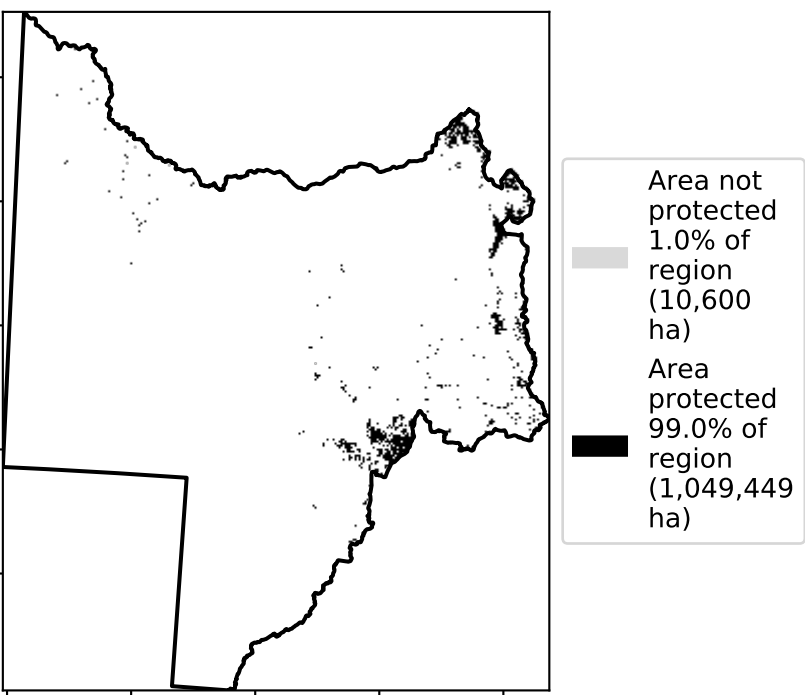 Area not
protected
1.0% of
region
(10,600
ha)
Area
protected
99.0% of
region
(1,049,449
ha)